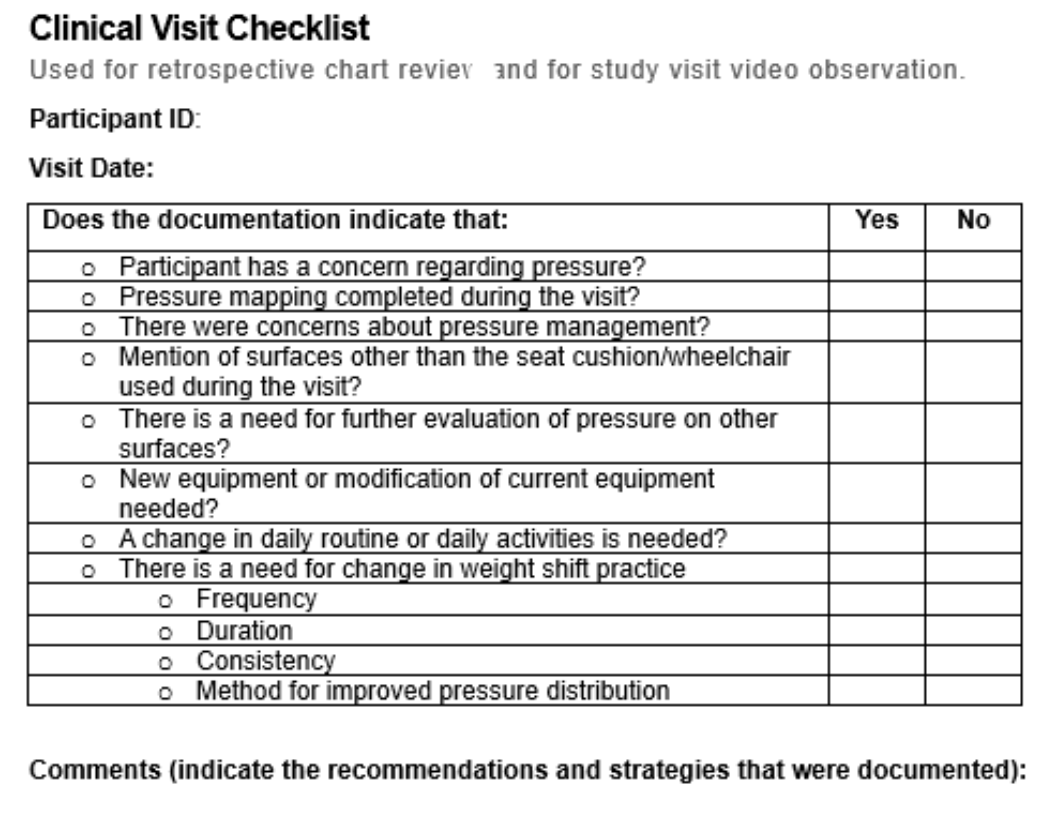 Clinical Visit Checklist
Used for retrospective chart review and for study visit video observation.
Participant ID:
Visit Date:
Does the documentation indicate that: Yes No
o Participant has a concern regarding pressure?
o Pressure mapping completed during the visit?
o There were concerns about pressure management?
o Mention of surfaces other than the seat cushion/wheelchair
used during the visit?
o There is a need for further evaluation of pressure on other
surfaces?
o New equipment or modification of current equipment
needed?
o A change in daily routine or daily activities is needed?
o There is a need for change in weight shift practice
o Frequency
o Duration
o Consistency
o Method for improved pressure distribution
Comments (indicate the recommendations and strategies that were documented):